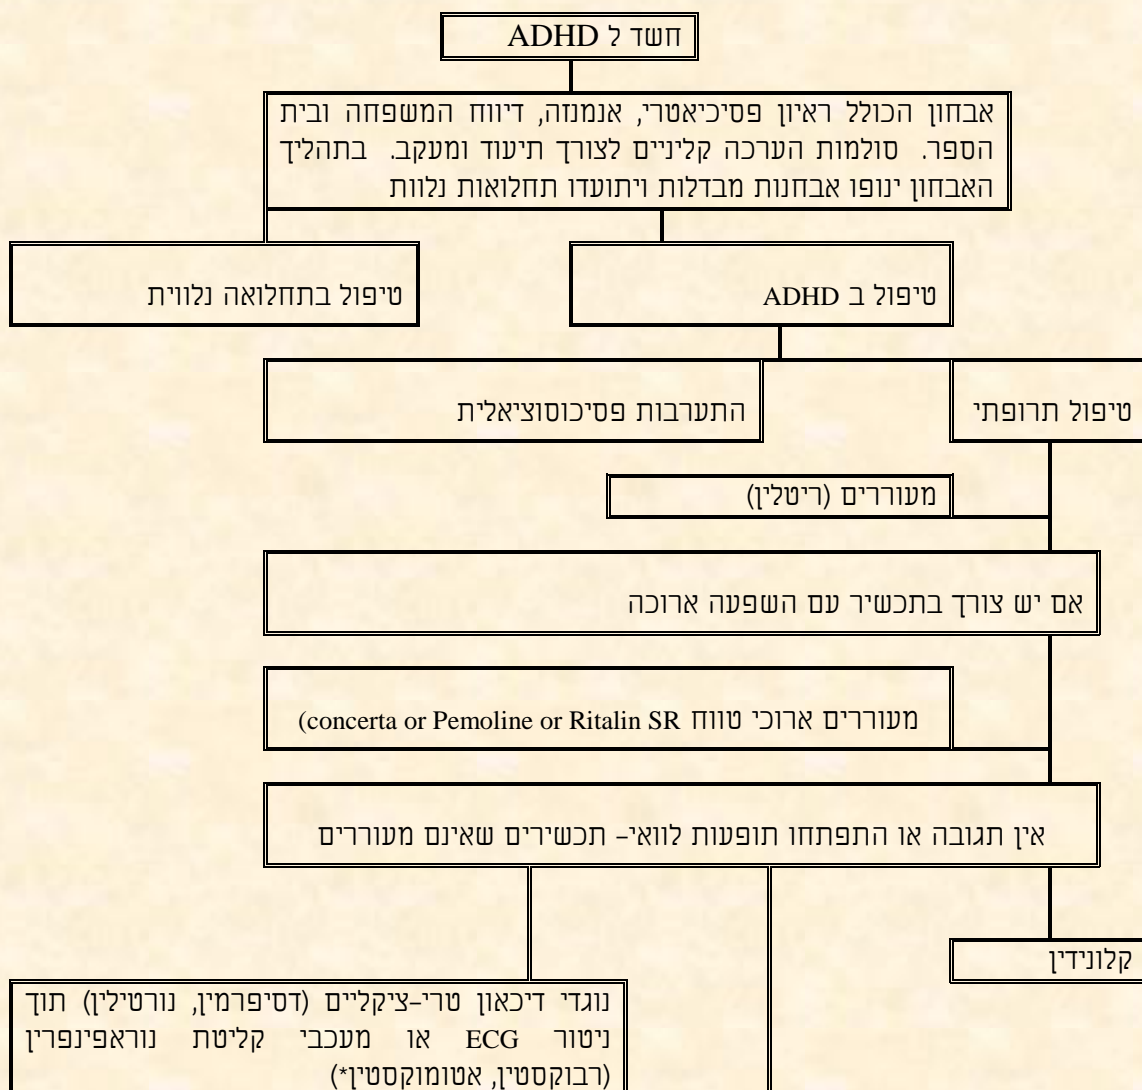 חשד ל ADHD
אבחון הכולל ראיון פסיכיאטרי, אנמנזה, דיווח המשפחה ובית
הספר. סולמות הערכה קליניים לצורך תיעוד ומעקב. בתהליך
האבחון ינופו אבחנות מבדלות ויתועדו תחלואות נלוות
טיפול ב ADHD
טיפול בתחלואה נלווית
טיפול תרופתי
התערבות פסיכוסוציאלית
מעוררים (ריטלין)
אם יש צורך בתכשיר עם השפעה ארוכה
מעוררים ארוכי טווח concerta or Pemoline or Ritalin SR)
אין תגובה או התפתחו תופעות לוואי– תכשירים שאינם מעוררים
קלונידין
נוגדי דיכאון טרי–ציקליים (דסיפרמין, נורטילין) תוך
ניטור ECG או מעכבי קליטת נוראפינפרין
(רבוקסטין, אטומוקסטין*)